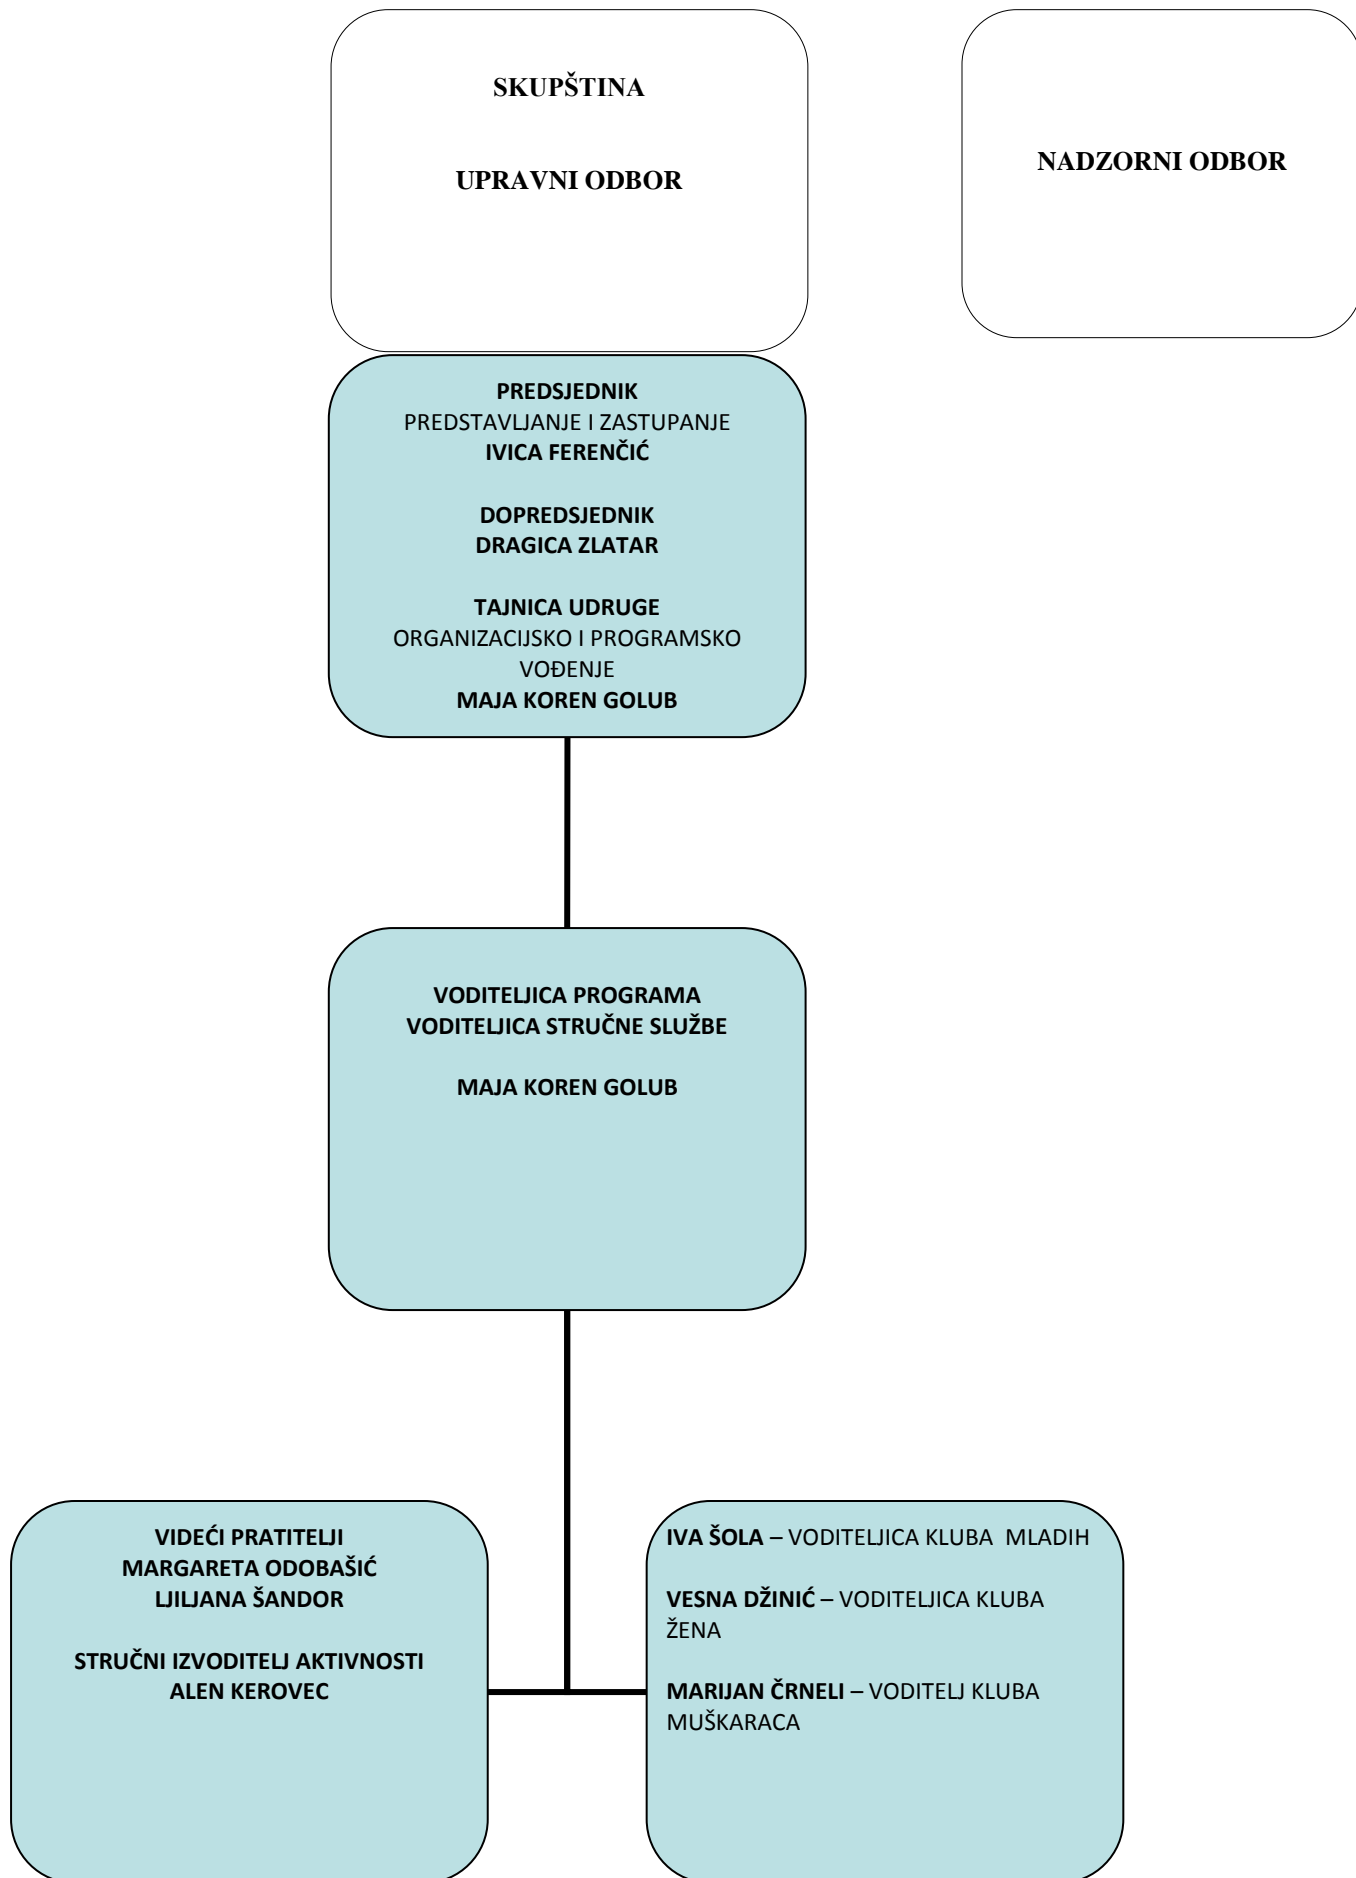 SKUPŠTINA
UPRAVNI ODBOR
NADZORNI ODBOR
PREDSJEDNIK
PREDSTAVLJANJE I ZASTUPANJE
IVICA FERENČIĆ
DOPREDSJEDNIK
DRAGICA ZLATAR
TAJNICA UDRUGE
ORGANIZACIJSKO I PROGRAMSKO
VOĐENJE
MAJA KOREN GOLUB
VODITELJICA PROGRAMA
VODITELJICA STRUČNE SLUŽBE
MAJA KOREN GOLUB
VIDEĆI PRATITELJI
MARGARETA ODOBAŠIĆ
LJILJANA ŠANDOR
STRUČNI IZVODITELJ AKTIVNOSTI
ALEN KEROVEC
IVA ŠOLA – VODITELJICA KLUBA  MLADIH
VESNA DŽINIĆ – VODITELJICA KLUBA
ŽENA
MARIJAN ČRNELI – VODITELJ KLUBA
MUŠKARACA